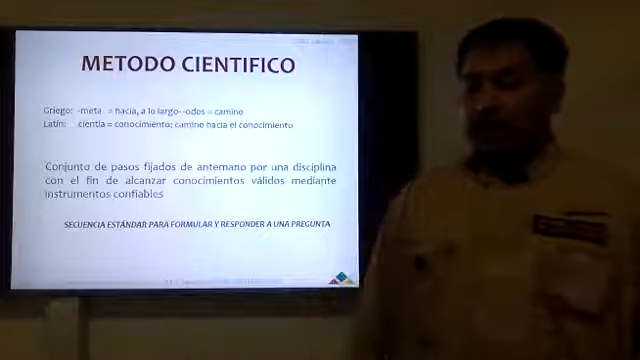 METODO CIENTIFICO
Griego: -meta = hacia, a lo largo- -odos = camino
Latín: cientia = conocimiento; camino hacia el conocimiento
Conjunto de pasos fijados de antemano por una disciplina
con el fin de alcanzar conocimientos válidos mediante
instrumentos confiables
SECUENCIA ESTÁNDAR PARA FORMULAR Y RESPONDER A UNA PREGUNTA